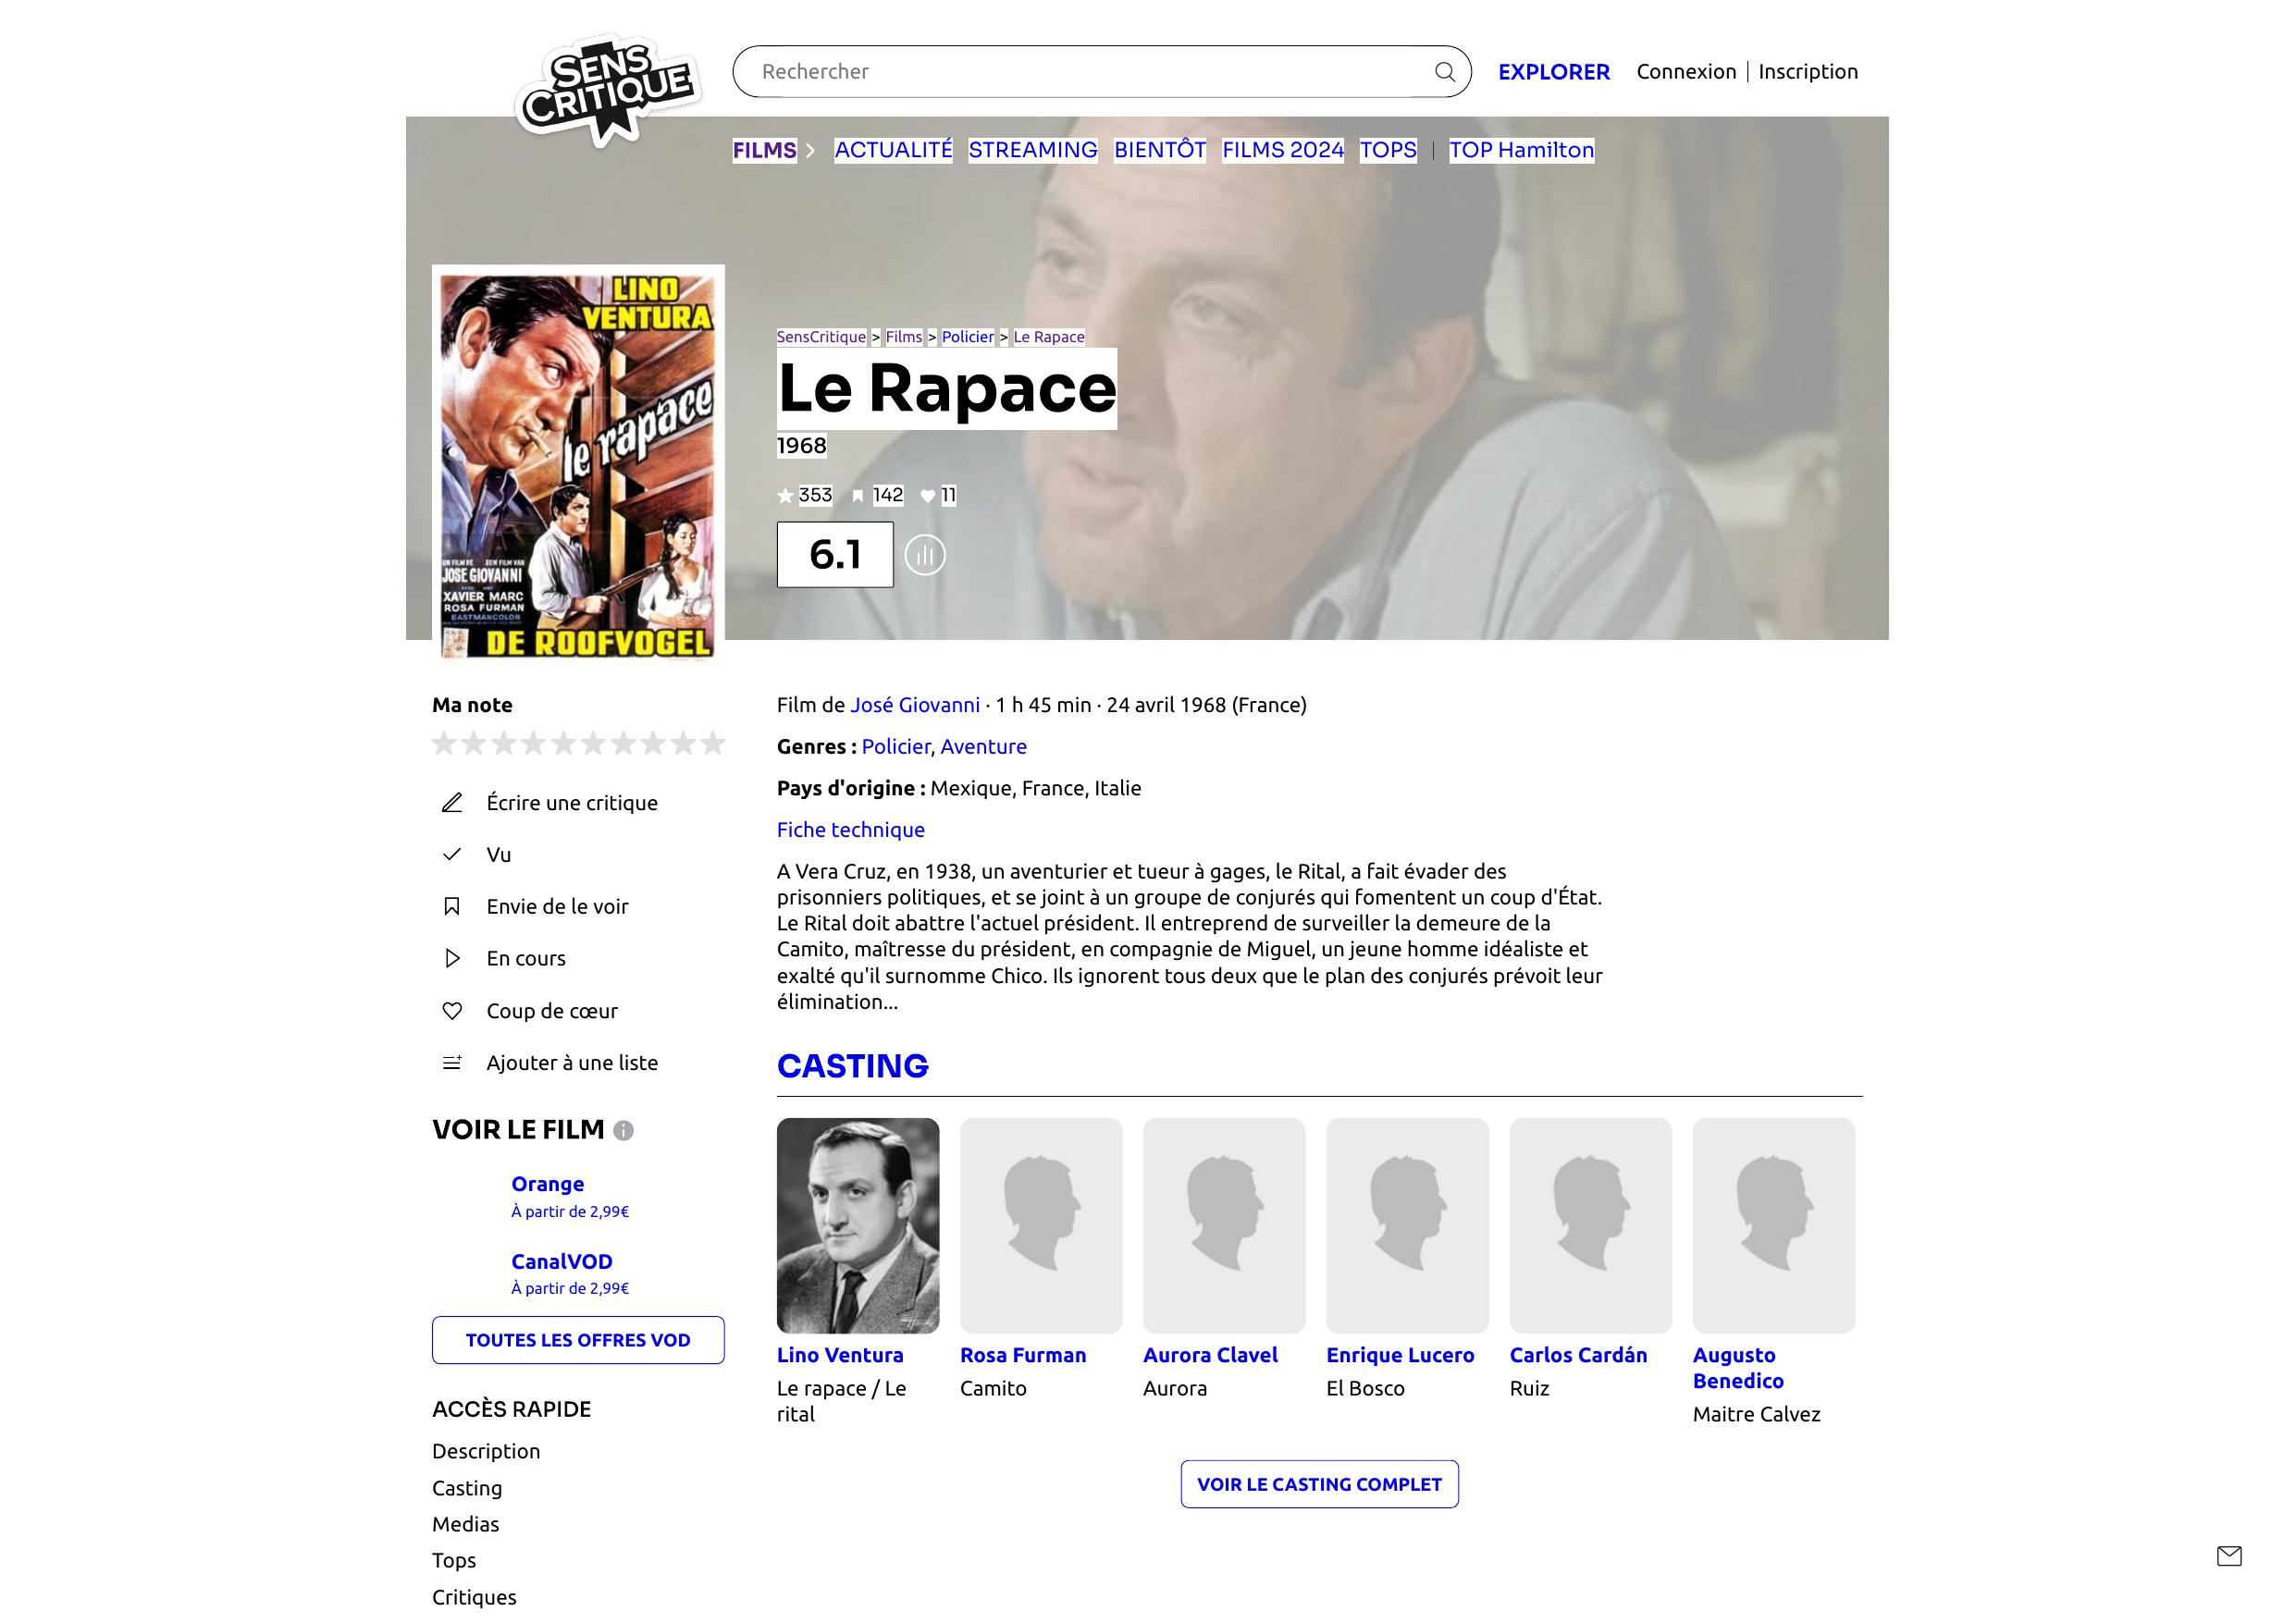 SENS
CRITIQUE
Rechercher
EXPLORER
Connexion | Inscription
FILMS
ACTUALITÉ
STREAMING
BIENTÔT
FILMS 2024
TOPS
TOP Hamilton
LINO
VENTURA
le rapace
UN FILM DE EEN FILM VAN
JOSE GIOVANNI
XAVIER MARC
ROSA FURMAN
EASTMANCOLOR
DE ROOFVOGEL
SensCritique > Films > Policier > Le Rapace
Le Rapace
1968
353 142 11
6.1
Ma note
Écrire une critique
Vu
Envie de le voir
En cours
Coup de cœur
Ajouter à une liste
VOIR LE FILM
Orange
À partir de 2,99€
CanalVOD
À partir de 2,99€
TOUTES LES OFFRES VOD
ACCÈS RAPIDE
Description
Casting
Medias
Tops
Critiques
Film de José Giovanni · 1 h 45 min · 24 avril 1968 (France)
Genres : Policier, Aventure
Pays d'origine : Mexique, France, Italie
Fiche technique
A Vera Cruz, en 1938, un aventurier et tueur à gages, le Rital, a fait évader des
prisonniers politiques, et se joint à un groupe de conjurés qui fomentent un coup d'État.
Le Rital doit abattre l'actuel président. Il entreprend de surveiller la demeure de la
Camito, maîtresse du président, en compagnie de Miguel, un jeune homme idéaliste et
exalté qu'il surnomme Chico. Ils ignorent tous deux que le plan des conjurés prévoit leur
élimination...
CASTING
Lino Ventura
Le rapace / Le
rital
Rosa Furman
Camito
Aurora Clavel
Aurora
Enrique Lucero
El Bosco
Carlos Cardán
Ruiz
Augusto
Benedico
Maitre Calvez
VOIR LE CASTING COMPLET